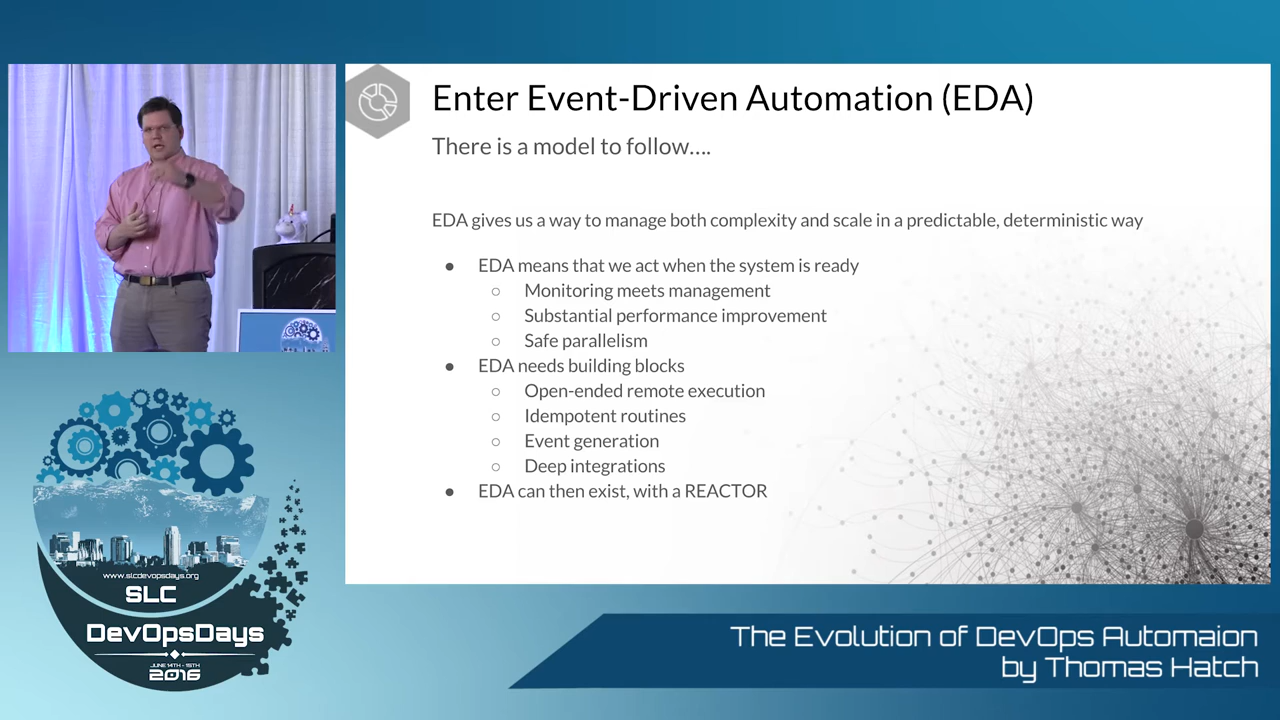 Enter Event-Driven Automation (EDA)
There is a model to follow....
EDA gives us a way to manage both complexity and scale in a predictable, deterministic way
● EDA means that we act when the system is ready
○ Monitoring meets management
○ Substantial performance improvement
○ Safe parallelism
● EDA needs building blocks
○ Open-ended remote execution
○ Idempotent routines
○ Event generation
○ Deep integrations
● EDA can then exist, with a REACTOR
www.slcdevopsdays.org
SLC
DevOpsDays
JUNE 14TH - 15TH
2016
The Evolution of DevOps Automaion
by Thomas Hatch